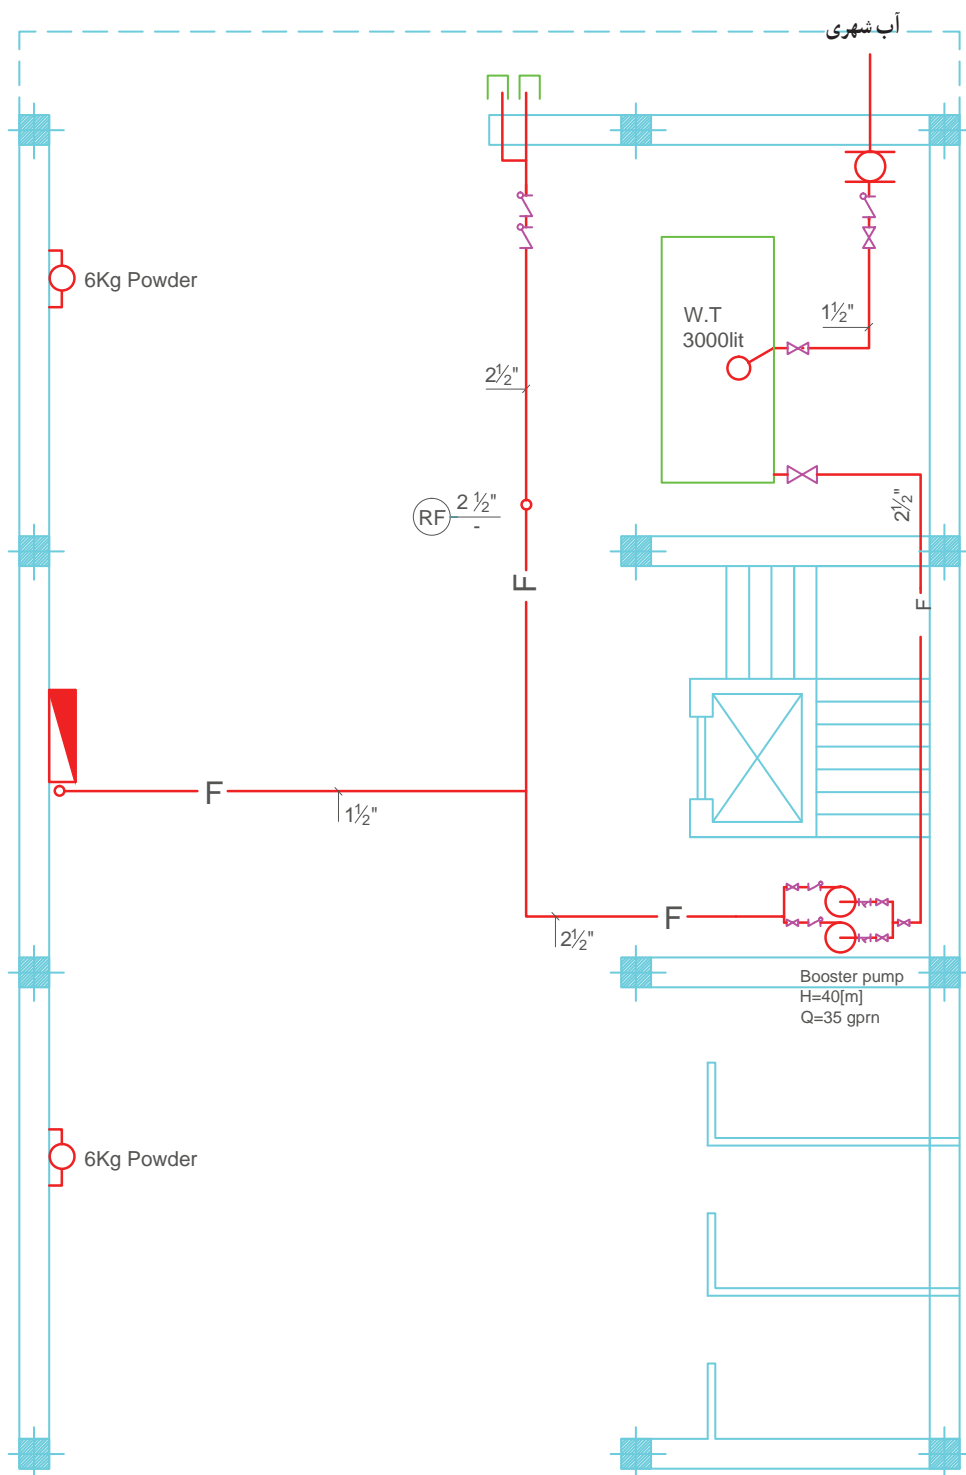 آب شهری
6Kg Powder
W.T
3000lit
1½"
2½"
RF
2 ½"
-
2½"
F
F
F
1½"
F
2½"
Booster pump
H=40[m]
Q=35 gprn
6Kg Powder